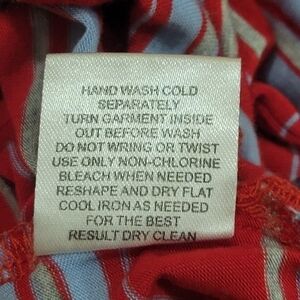 HAND WASH COLD
SEPARATELY
TURN GARMENT INSIDE
OUT BEFORE WASH
DO NOT WRING OR TWIST
USE ONLY NON-CHLORINE
BLEACH WHEN NEEDED
RESHAPE AND DRY FLAT
COOL IRON AS NEEDED
FOR THE BEST
RESULT DRY CLEAN